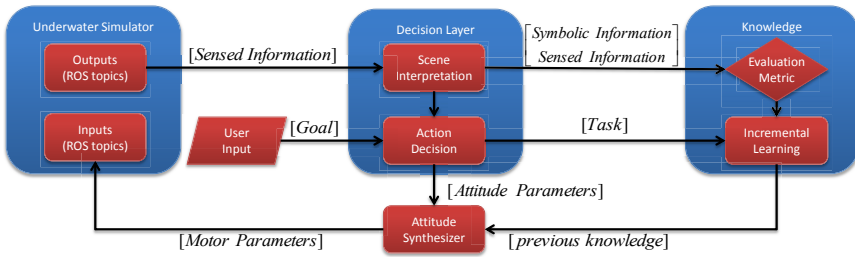 Underwater Simulator
Decision Layer
Knowledge
Outputs
(ROS topics)
[Sensed Information]
Scene
Interpretation
[Symbolic Information
Sensed Information]
Evaluation
Metric
Inputs
(ROS topics)
User
Input
[Goal]
Action
Decision
[Task]
Incremental
Learning
[Attitude Parameters]
Attitude
Synthesizer
[Motor Parameters]
[previous knowledge]